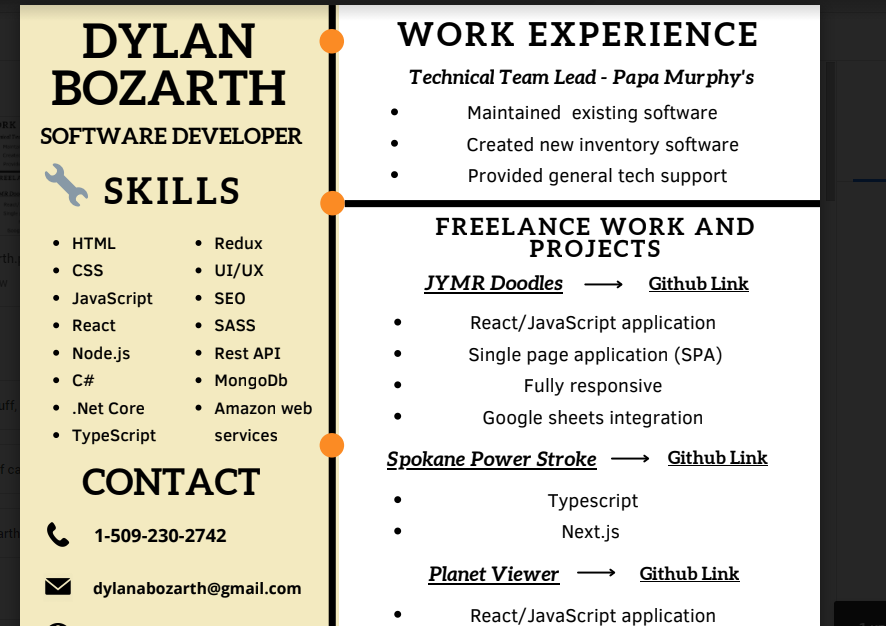 DYLAN
BOZARTH
SOFTWARE DEVELOPER
SKILLS
HTML
CSS
JavaScript
React
Node.js
C#
.Net Core
TypeScript
Redux
UI/UX
SEO
SASS
Rest API
MongoDb
Amazon web
services
CONTACT
1-509-230-2742
dylanabozarth@gmail.com
WORK EXPERIENCE
Technical Team Lead - Papa Murphy's
Maintained existing software
Created new inventory software
Provided general tech support
FREELANCE WORK AND
PROJECTS
JYMR Doodles Github Link
React/JavaScript application
Single page application (SPA)
Fully responsive
Google sheets integration
Spokane Power Stroke Github Link
Typescript
Next.js
Planet Viewer Github Link
React/JavaScript application